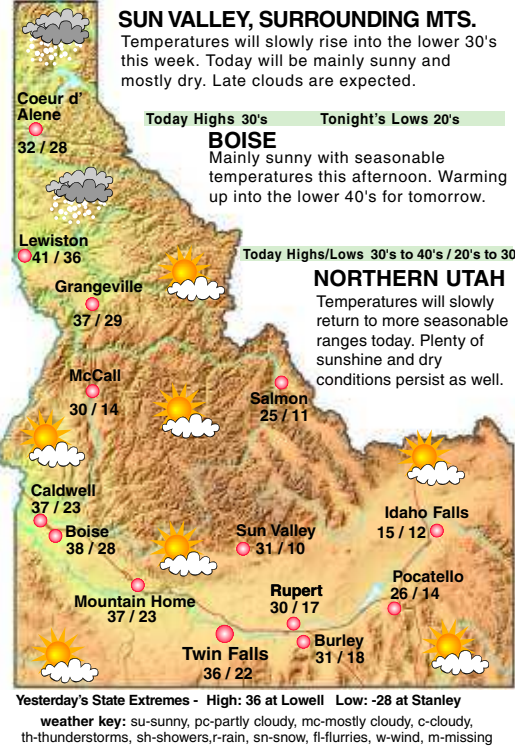 SUN VALLEY, SURROUNDING MTS.
Temperatures will slowly rise into the lower 30's
this week. Today will be mainly sunny and
mostly dry. Late clouds are expected.
Today Highs 30's Tonight's Lows 20's
BOISE
Mainly sunny with seasonable
temperatures this afternoon. Warming
up into the lower 40's for tomorrow.
Today Highs/Lows 30's to 40's / 20's to 30
NORTHERN UTAH
Temperatures will slowly
return to more seasonable
ranges today. Plenty of
sunshine and dry
conditions persist as well.
Coeur d'
Alene
32 / 28
Lewiston
41 / 36
Grangeville
37 / 29
McCall
30 / 14
Salmon
25 / 11
Caldwell
37 / 23
Boise
38 / 28
Sun Valley
31 / 10
Idaho Falls
15 / 12
Pocatello
26 / 14
Mountain Home
37 / 23
Rupert
30 / 17
Burley
31 / 18
Twin Falls
36 / 22
Yesterday's State Extremes - High: 36 at Lowell Low: -28 at Stanley
weather key: su-sunny, pc-partly cloudy, mc-mostly cloudy, c-cloudy,
th-thunderstorms, sh-showers,r-rain, sn-snow, fl-flurries, w-wind, m-missing